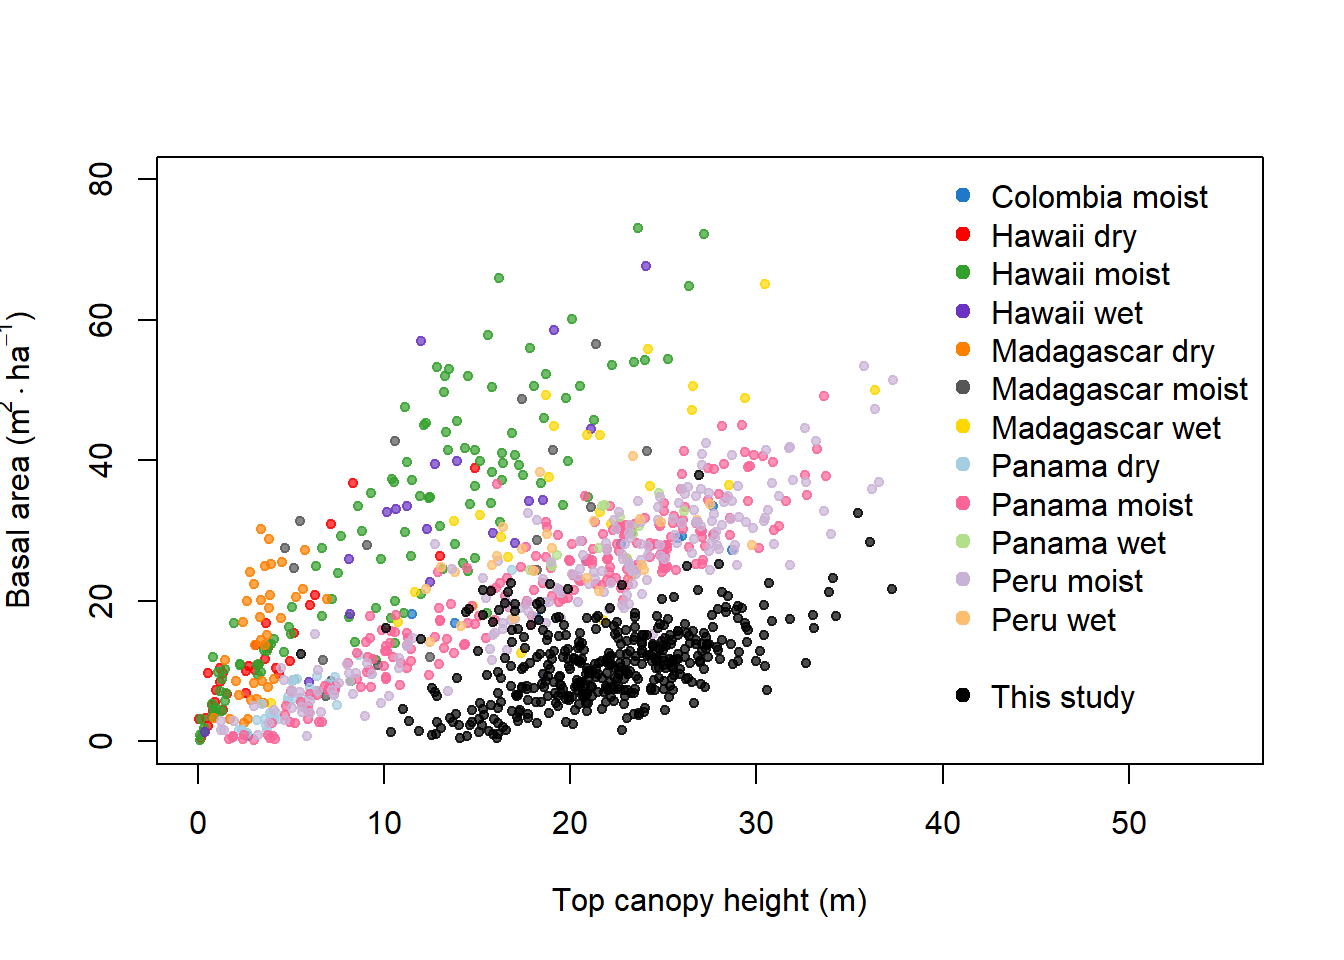 Basal area (m² · ha⁻¹)
80
60
40
20
0
Colombia moist
Hawaii dry
Hawaii moist
Hawaii wet
Madagascar dry
Madagascar moist
Madagascar wet
Panama dry
Panama moist
Panama wet
Peru moist
Peru wet
This study
0 10 20 30 40 50
Top canopy height (m)